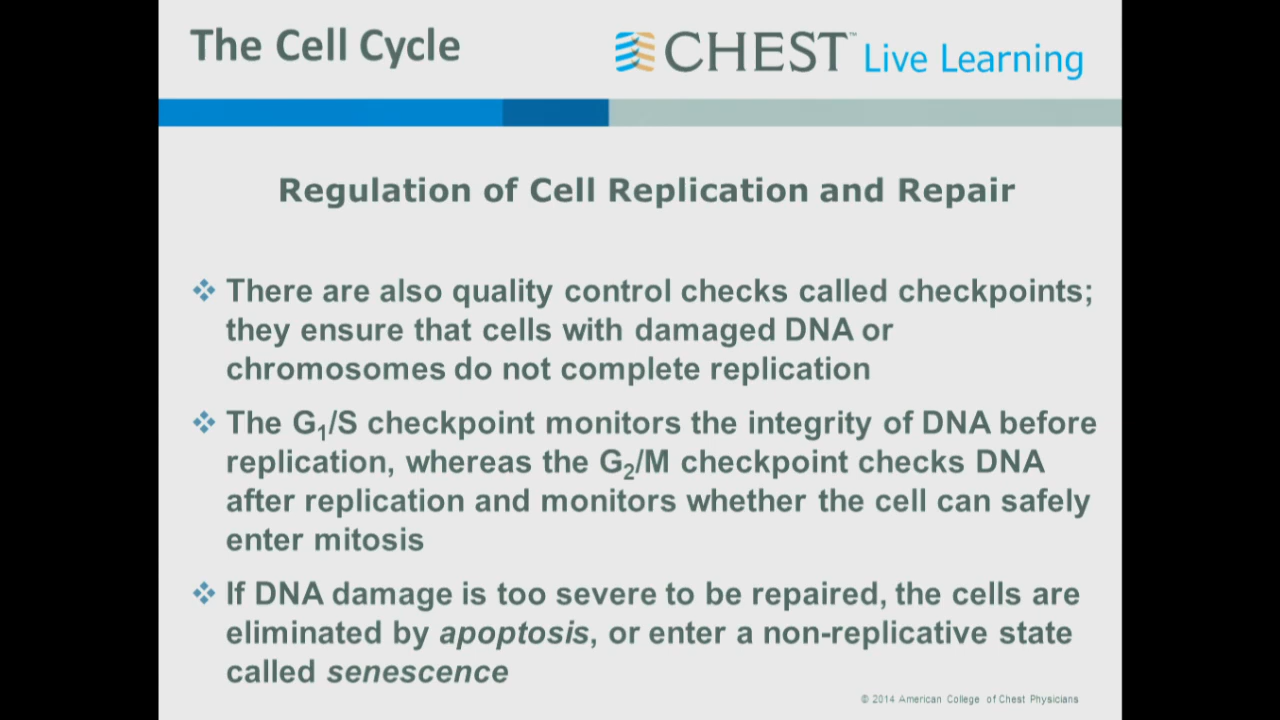 The Cell Cycle
CHEST™ Live Learning
Regulation of Cell Replication and Repair
❖ There are also quality control checks called checkpoints;
they ensure that cells with damaged DNA or
chromosomes do not complete replication
❖ The G₁/S checkpoint monitors the integrity of DNA before
replication, whereas the G₂/M checkpoint checks DNA
after replication and monitors whether the cell can safely
enter mitosis
❖ If DNA damage is too severe to be repaired, the cells are
eliminated by apoptosis, or enter a non-replicative state
called senescence
© 2014 American College of Chest Physicians